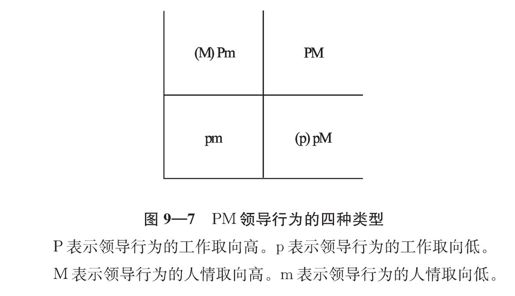 (M) Pm PM
pm (p) pM
图 9—7 PM 领导行为的四种类型
P 表示领导行为的工作取向高。p 表示领导行为的工作取向低。
M 表示领导行为的人情取向高。m 表示领导行为的人情取向低。